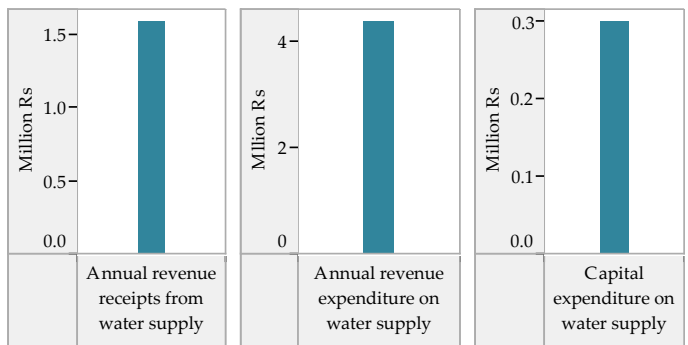 Million Rs
1.5
1.0
0.5
0.0
Annual revenue
receipts from
water supply
Mllion Rs
4
2
0
Annual revenue
expenditure on
water supply
Million Rs
0.3
0.2
0.1
0.0
Capital
expenditure on
water supply